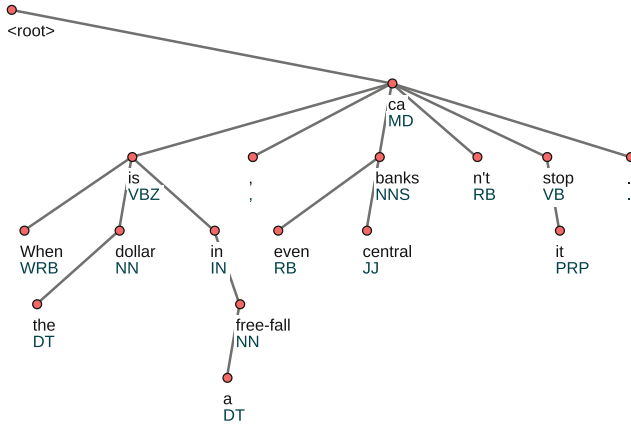 <root>
ca
MD
is , banks n't stop .
VBZ , NNS RB VB .
When dollar in even central it
WRB NN IN RB JJ PRP
the free-fall
DT NN
a
DT